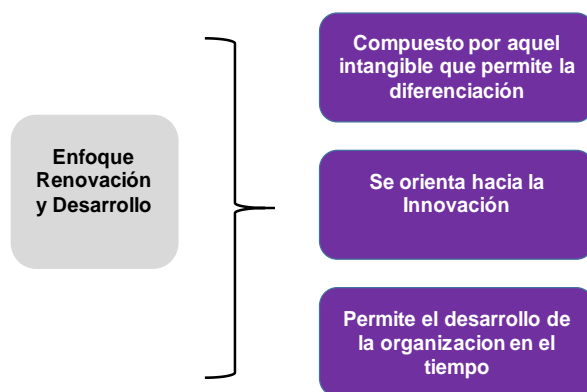 Enfoque
Renovación
y Desarrollo
Compuesto por aquel
intangible que permite la
diferenciación
Se orienta hacia la
Innovación
Permite el desarrollo de
la organizacion en el
tiempo